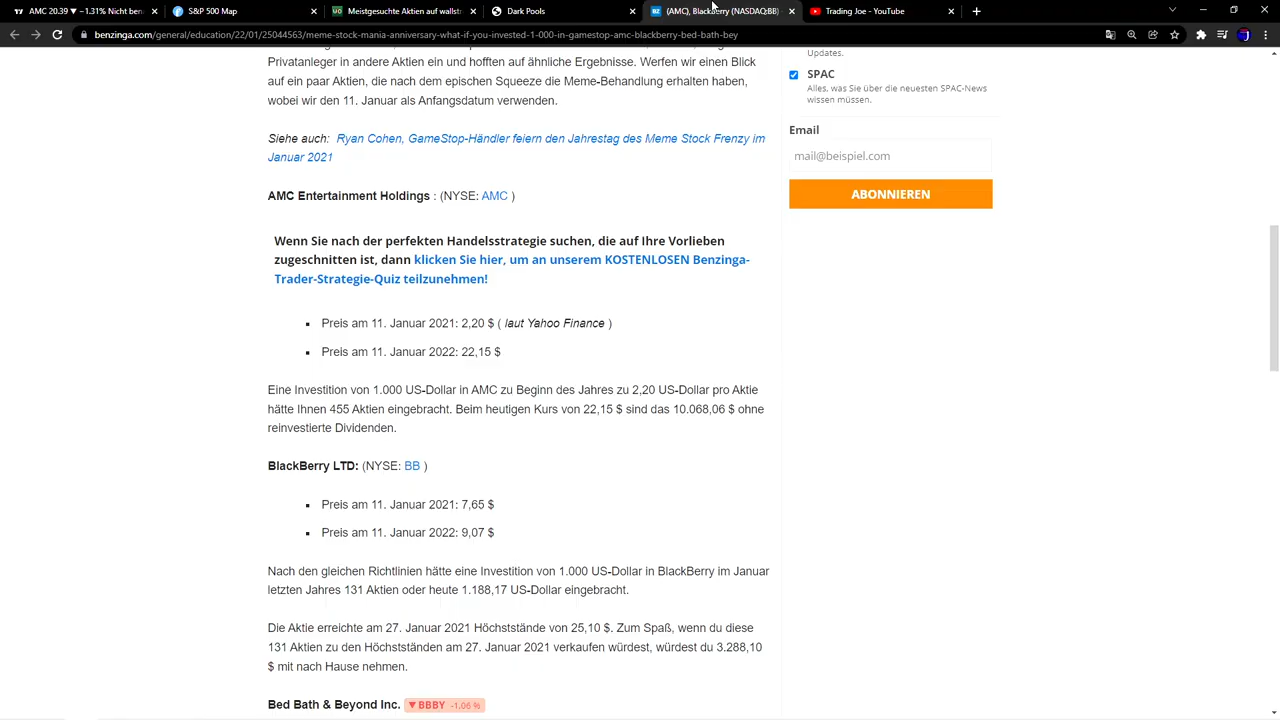 AMC 20.39 ▼ −1.31% Nicht ben
S&P 500 Map
Meistgesuchte Aktien auf wallst
Dark Pools
(AMC), Blackberry (NASDAQ:BB)
Trading Joe - YouTube
benzinga.com/general/education/22/01/25044563/meme-stock-mania-anniversary-what-if-you-invested-1-000-in-gamestop-amc-blackberry-bed-bath-bey
Privatanleger in andere Aktien ein und hofften auf ähnliche Ergebnisse. Werfen wir einen Blick
auf ein paar Aktien, die nach dem epischen Squeeze die Meme-Behandlung erhalten haben,
wobei wir den 11. Januar als Anfangsdatum verwenden.
Siehe auch: Ryan Cohen, GameStop-Händler feiern den Jahrestag des Meme Stock Frenzy im
Januar 2021
AMC Entertainment Holdings : (NYSE: AMC )
Wenn Sie nach der perfekten Handelsstrategie suchen, die auf Ihre Vorlieben
zugeschnitten ist, dann klicken Sie hier, um an unserem KOSTENLOSEN Benzinga-
Trader-Strategie-Quiz teilzunehmen!
▪ Preis am 11. Januar 2021: 2,20 $ ( laut Yahoo Finance )
▪ Preis am 11. Januar 2022: 22,15 $
Eine Investition von 1.000 US-Dollar in AMC zu Beginn des Jahres zu 2,20 US-Dollar pro Aktie
hätte Ihnen 455 Aktien eingebracht. Beim heutigen Kurs von 22,15 $ sind das 10.068,06 $ ohne
reinvestierte Dividenden.
BlackBerry LTD: (NYSE: BB )
▪ Preis am 11. Januar 2021: 7,65 $
▪ Preis am 11. Januar 2022: 9,07 $
Nach den gleichen Richtlinien hätte eine Investition von 1.000 US-Dollar in BlackBerry im Januar
letzten Jahres 131 Aktien oder heute 1.188,17 US-Dollar eingebracht.
Die Aktie erreichte am 27. Januar 2021 Höchststände von 25,10 $. Zum Spaß, wenn du diese
131 Aktien zu den Höchstständen am 27. Januar 2021 verkaufen würdest, würdest du 3.288,10
$ mit nach Hause nehmen.
Bed Bath & Beyond Inc. ▼ BBBY -1.06 %
Updates.
SPAC
Alles, was Sie über die neuesten SPAC-News
wissen müssen.
Email
mail@beispiel.com
ABONNIEREN